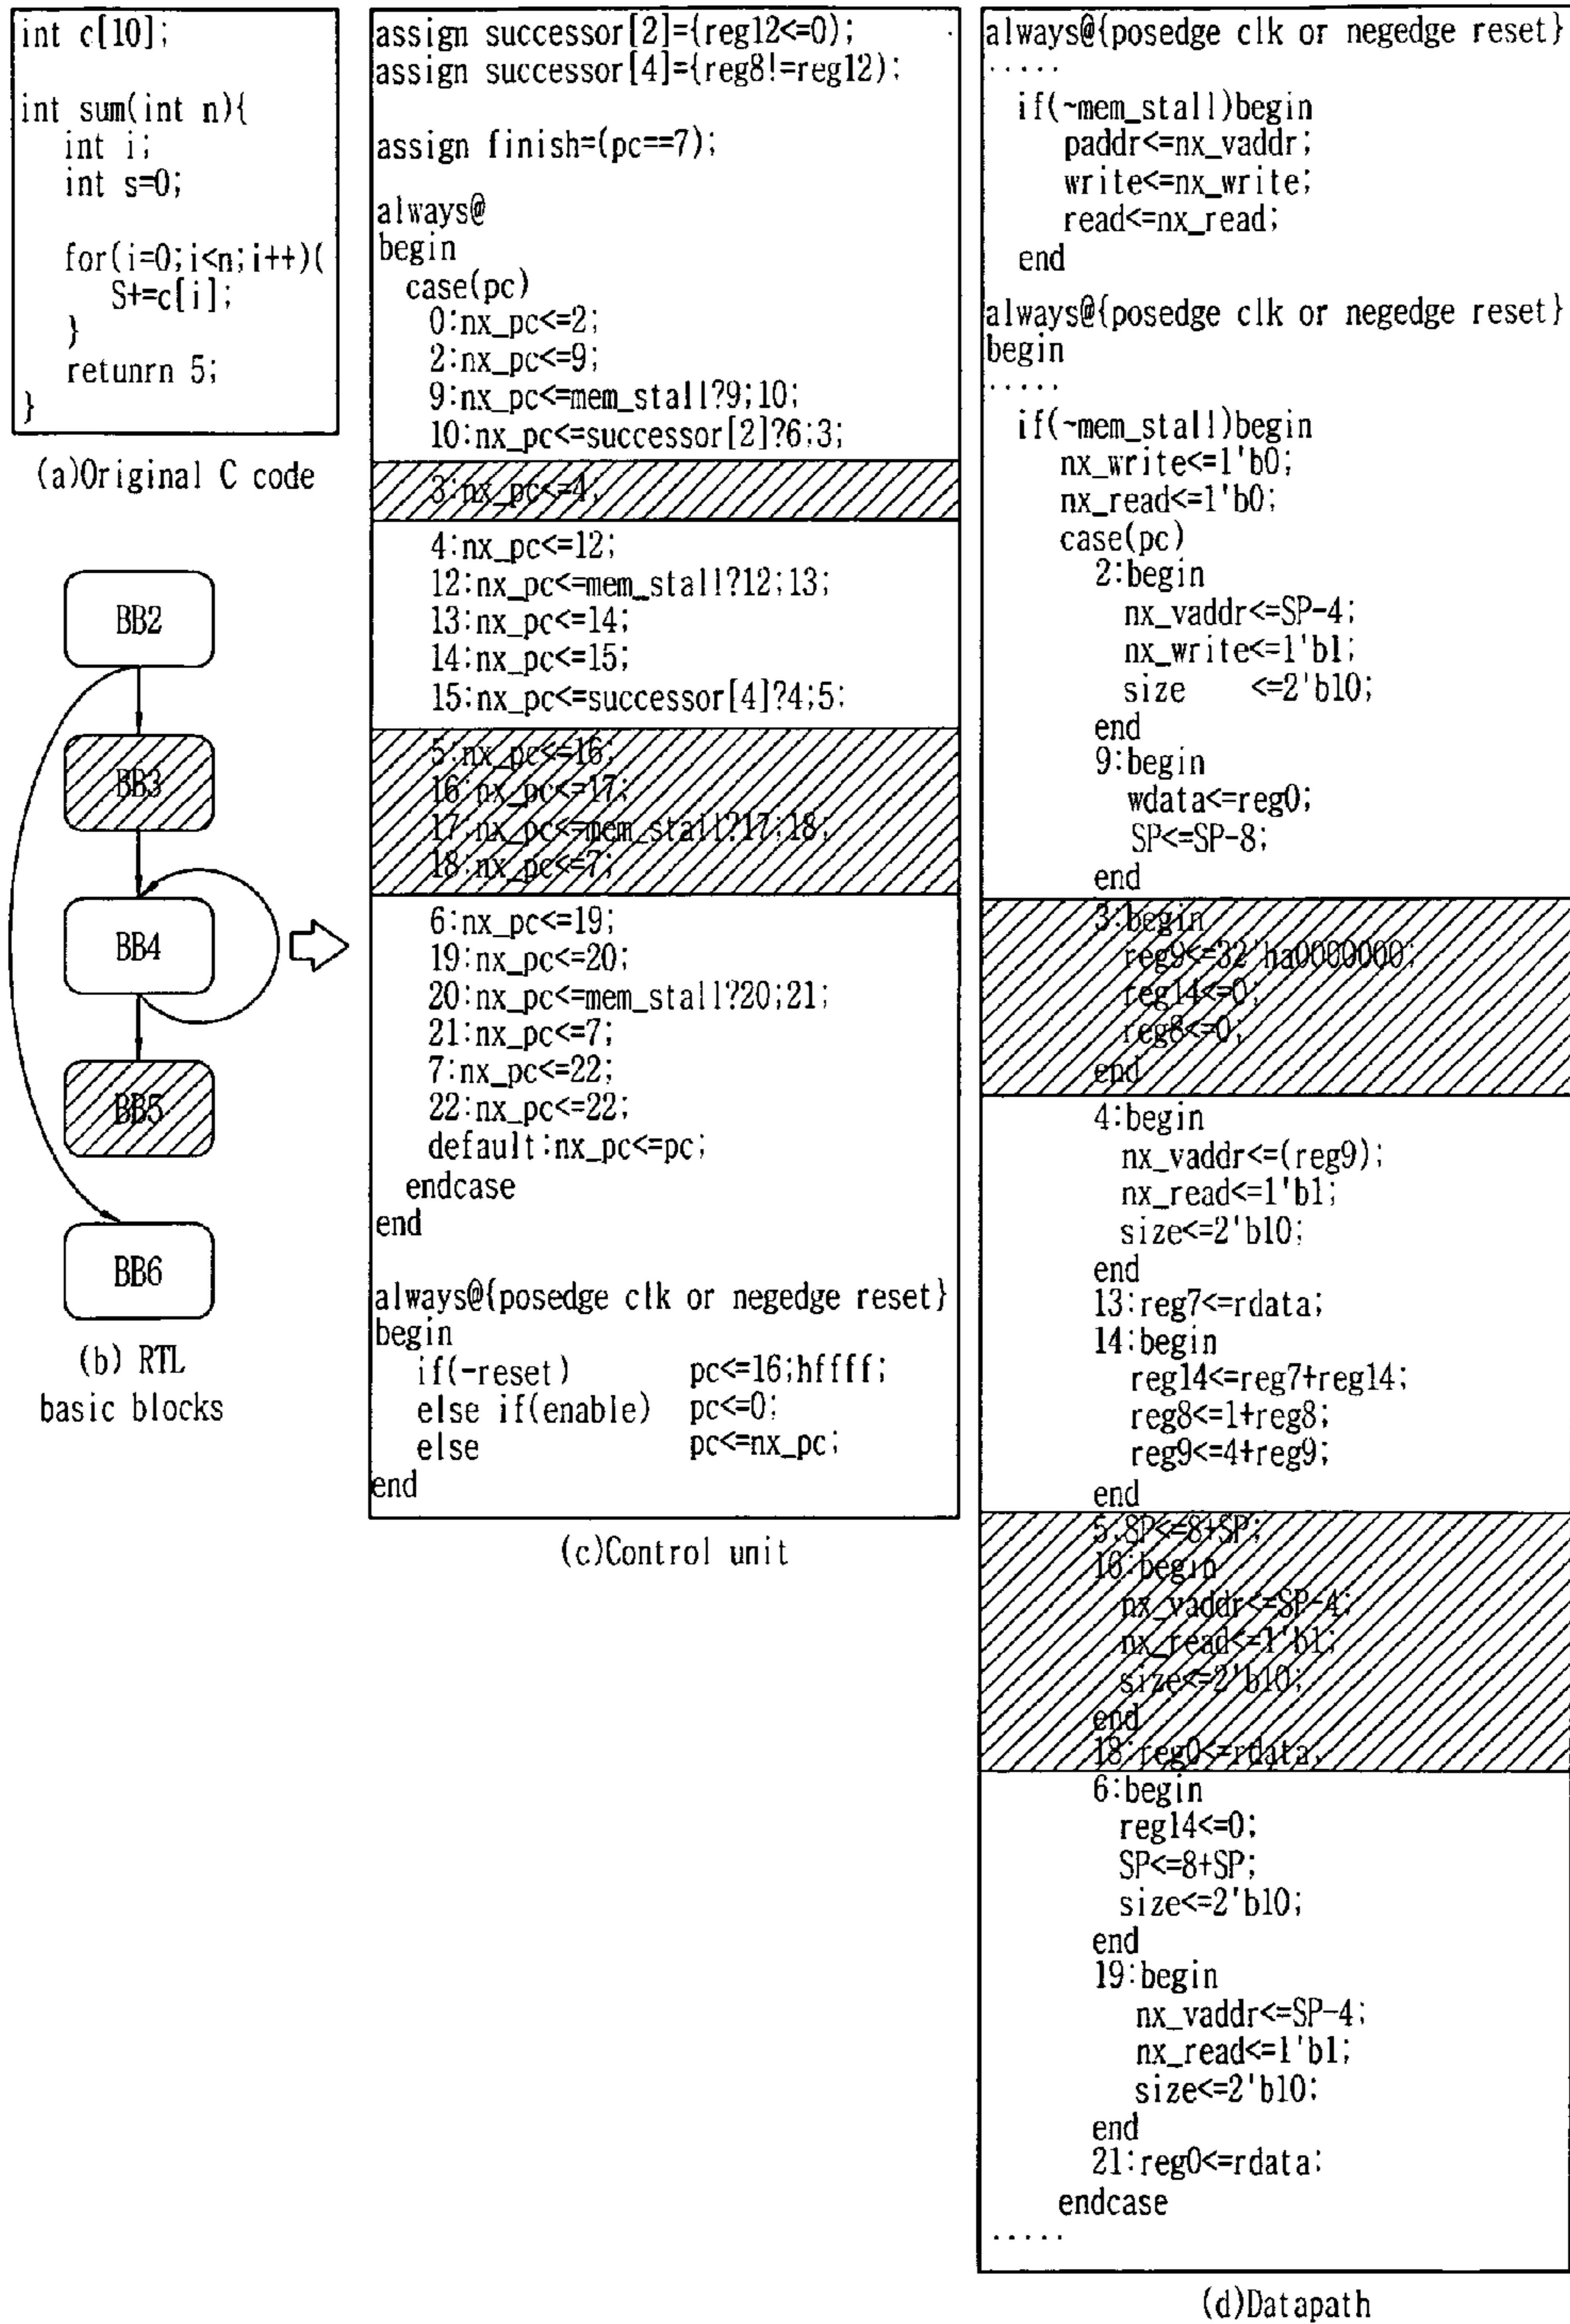 int c[10];
int sum(int n){
int i;
int s=0;
for(i=0;i<n;i++)(
S+=c[i];
}
retunrn 5;
}
(a)Original C code
BB2
BB3
BB4
BB5
BB6
(b) RTL
basic blocks
assign successor[2]={reg12<=0);
assign successor[4]={reg8!=reg12);
assign finish=(pc==7);
always@
begin
case(pc)
0:nx_pc<=2;
2:nx_pc<=9;
9:nx_pc<=mem_stall?9;10;
10:nx_pc<=successor[2]?6;3;
3:nx_pc<=4;
4:nx_pc<=12;
12:nx_pc<=mem_stall?12;13;
13:nx_pc<=14;
14:nx_pc<=15;
15:nx_pc<=successor[4]?4;5;
5:nx_pc<=16;
16:nx_pc<=17;
17:nx_pc<=mem_stall?17;18;
18:nx_pc<=7;
6:nx_pc<=19;
19:nx_pc<=20;
20:nx_pc<=mem_stall?20;21;
21:nx_pc<=7;
7:nx_pc<=22;
22:nx_pc<=22;
default:nx_pc<=pc;
endcase
end
always@{posedge clk or negedge reset}
begin
if(-reset) pc<=16;hffff;
else if(enable) pc<=0;
else pc<=nx_pc;
end
(c)Control unit
always@{posedge clk or negedge reset}
.....
if(~mem_stall)begin
paddr<=nx_vaddr;
write<=nx_write;
read<=nx_read;
end
always@{posedge clk or negedge reset}
begin
.....
if(~mem_stall)begin
nx_write<=1'b0;
nx_read<=1'b0;
case(pc)
2:begin
nx_vaddr<=SP-4;
nx_write<=1'b1;
size <=2'b10;
end
9:begin
wdata<=reg0;
SP<=SP-8;
end
3:begin
reg9<=32'ha0000000;
reg14<=0;
reg8<=0;
end
4:begin
nx_vaddr<=(reg9);
nx_read<=1'b1;
size<=2'b10;
end
13:reg7<=rdata;
14:begin
reg14<=reg7+reg14;
reg8<=1+reg8;
reg9<=4+reg9;
end
5:SP<=8+SP;
16:begin
nx_vaddr<=SP-4;
nx_read<=1'b1;
size<=2'b10;
end
18:reg0<=rdata;
6:begin
reg14<=0;
SP<=8+SP;
size<=2'b10;
end
19:begin
nx_vaddr<=SP-4;
nx_read<=1'b1;
size<=2'b10;
end
21:reg0<=rdata;
endcase
.....
(d)Datapath